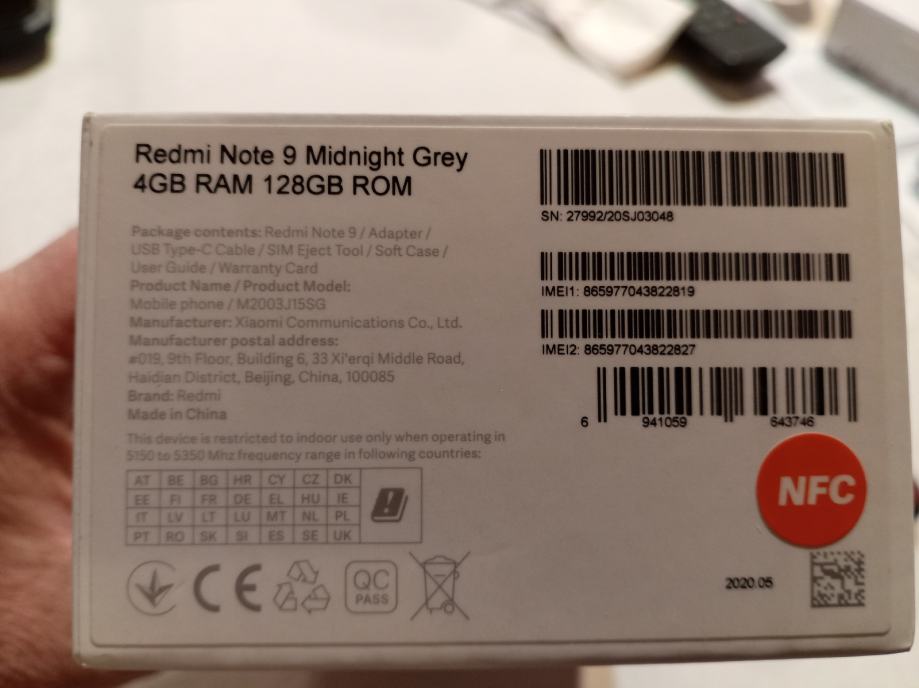 Redmi Note 9 Midnight Grey
4GB RAM 128GB ROM
Package contents: Redmi Note 9 / Adapter /
USB Type-C Cable / SIM Eject Tool / Soft Case /
User Guide / Warranty Card
Product Name / Product Model:
Mobile phone / M2003J15SG
Manufacturer: Xiaomi Communications Co., Ltd.
Manufacturer postal address:
#019, 9th Floor, Building 6, 33 Xi'erqi Middle Road,
Haidian District, Beijing, China, 100085
Brand: Redmi
Made in China
This device is restricted to indoor use only when operating in
5150 to 5350 Mhz frequency range in following countries:
AT BE BG HR CY CZ DK
EE FI FR DE EL HU IE
IT LV LT LU MT NL PL
PT RO SK SI ES SE UK
CE
QC
PASS
SN: 27992/20SJ03048
IMEI1: 865977043822819
IMEI2: 865977043822827
6 941059 643746
NFC
2020.05